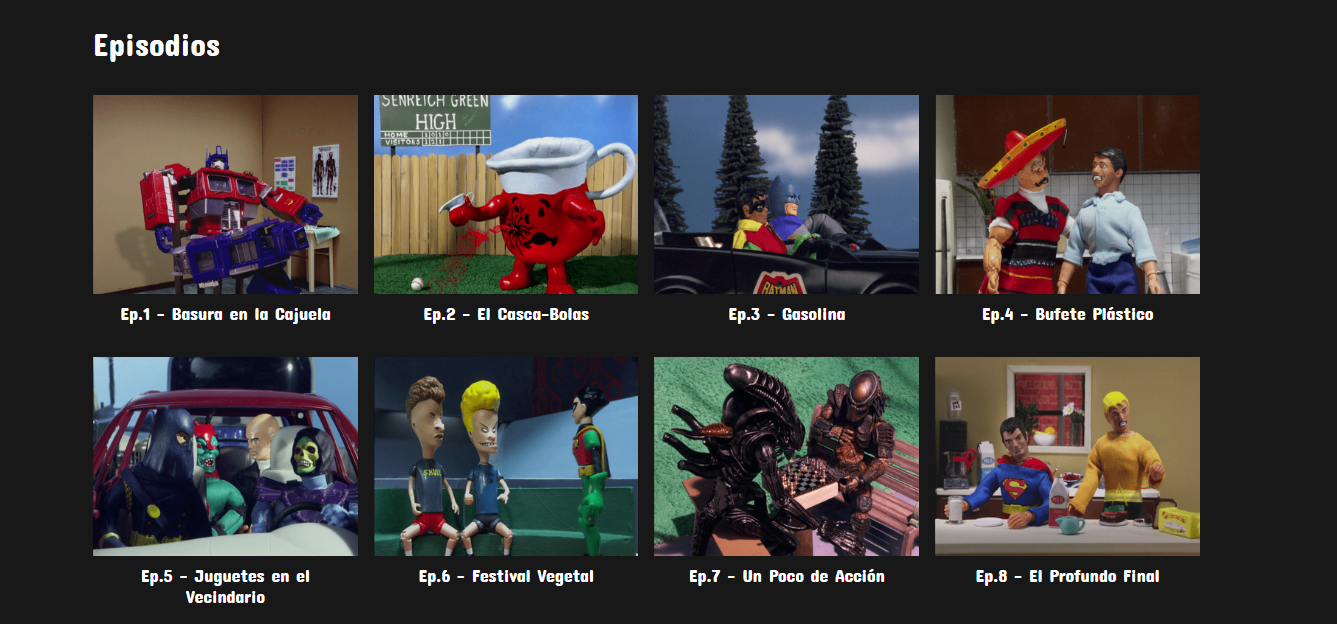 Episodios
SENREICH GREEN
HIGH
HOME
VISITORS
BATMAN
Ep.1 - Basura en la Cajuela
Ep.2 - El Casca-Bolas
Ep.3 - Gasolina
Ep.4 - Bufete Plástico
Ep.5 - Juguetes en el
Vecindario
Ep.6 - Festival Vegetal
Ep.7 - Un Poco de Acción
Ep.8 - El Profundo Final